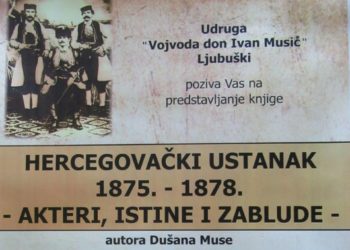 Udruga
"Vojvoda don Ivan Musić"
Ljubuški
poziva Vas na
predstavljanje knjige
HERCEGOVAČKI USTANAK
1875. - 1878.
- AKTERI, ISTINE I ZABLUDE -
autora Dušana Muse